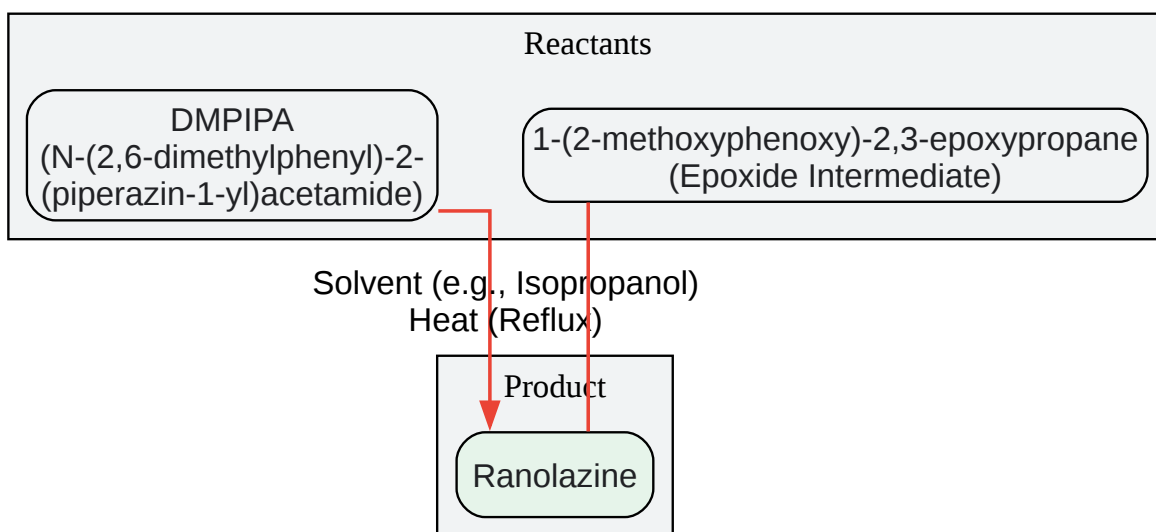 Reactants
DMPIPA
(N-(2,6-dimethylphenyl)-2-
(piperazin-1-yl)acetamide)
1-(2-methoxyphenoxy)-2,3-epoxypropane
(Epoxide Intermediate)
Solvent (e.g., Isopropanol)
Heat (Reflux)
Product
Ranolazine